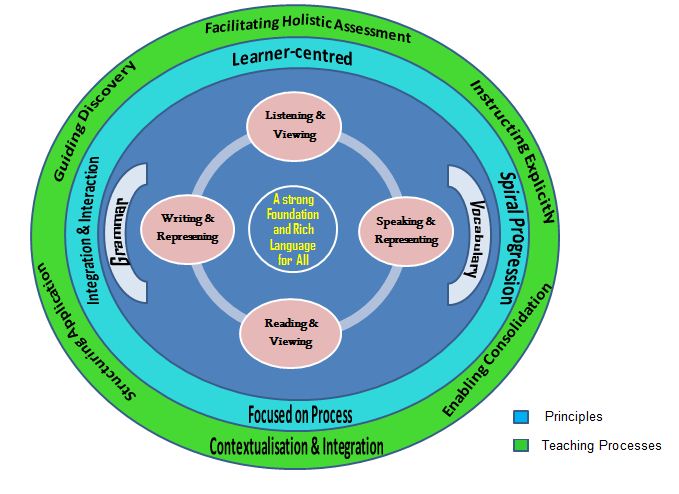 Facilitating Holistic Assessment
Learner-centred
Guiding Discovery
Instructing Explicitly
Integration & Interaction
Spiral Progression
Listening &
Viewing
Grammar
Vocabulary
Writing &
Represening
A strong
Foundation
and Rich
Language
for All
Speaking &
Representing
Reading &
Viewing
Structuring Application
Enabling Consolidation
Focused on Process
Contextualisation & Integration
Principles
Teaching Processes